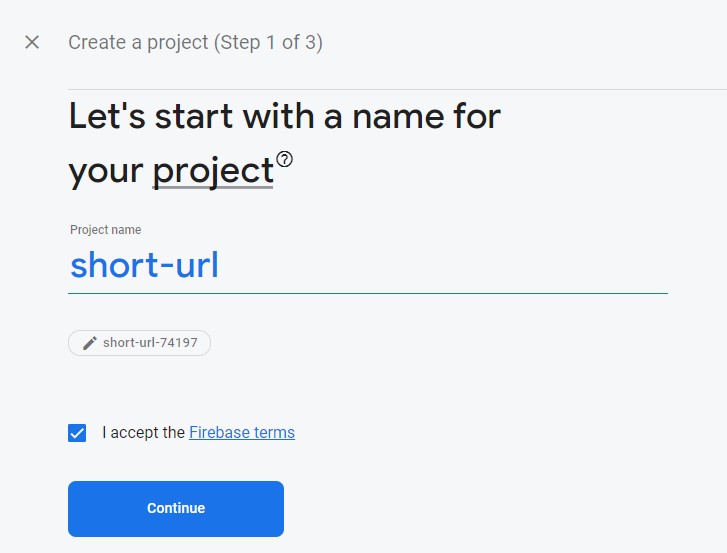 Create a project (Step 1 of 3)
Let's start with a name for
your project
Project name
short-url
short-url-74197
I accept the Firebase terms
Continue